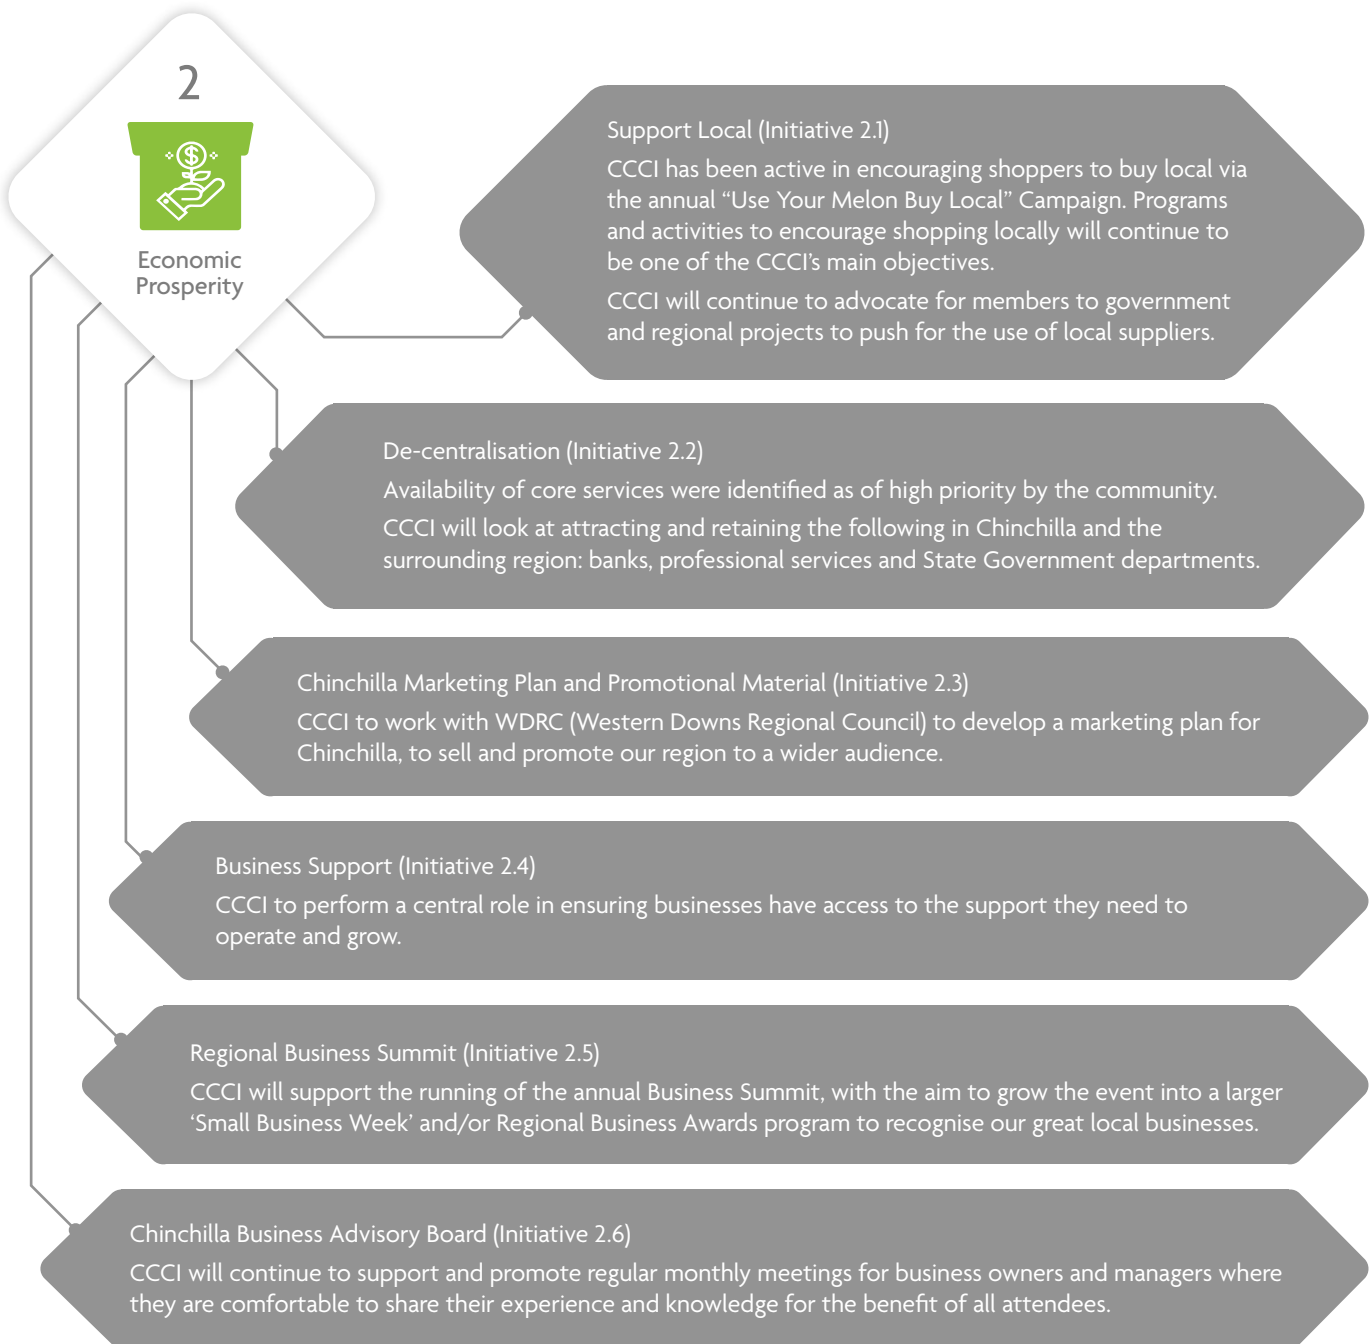 2
$
Economic
Prosperity
Support Local (Initiative 2.1)
CCCI has been active in encouraging shoppers to buy local via
the annual “Use Your Melon Buy Local” Campaign. Programs
and activities to encourage shopping locally will continue to
be one of the CCCI’s main objectives.
CCCI will continue to advocate for members to government
and regional projects to push for the use of local suppliers.
De-centralisation (Initiative 2.2)
Availability of core services were identified as of high priority by the community.
CCCI will look at attracting and retaining the following in Chinchilla and the
surrounding region: banks, professional services and State Government departments.
Chinchilla Marketing Plan and Promotional Material (Initiative 2.3)
CCCI to work with WDRC (Western Downs Regional Council) to develop a marketing plan for
Chinchilla, to sell and promote our region to a wider audience.
Business Support (Initiative 2.4)
CCCI to perform a central role in ensuring businesses have access to the support they need to
operate and grow.
Regional Business Summit (Initiative 2.5)
CCCI will support the running of the annual Business Summit, with the aim to grow the event into a larger
‘Small Business Week’ and/or Regional Business Awards program to recognise our great local businesses.
Chinchilla Business Advisory Board (Initiative 2.6)
CCCI will continue to support and promote regular monthly meetings for business owners and managers where
they are comfortable to share their experience and knowledge for the benefit of all attendees.